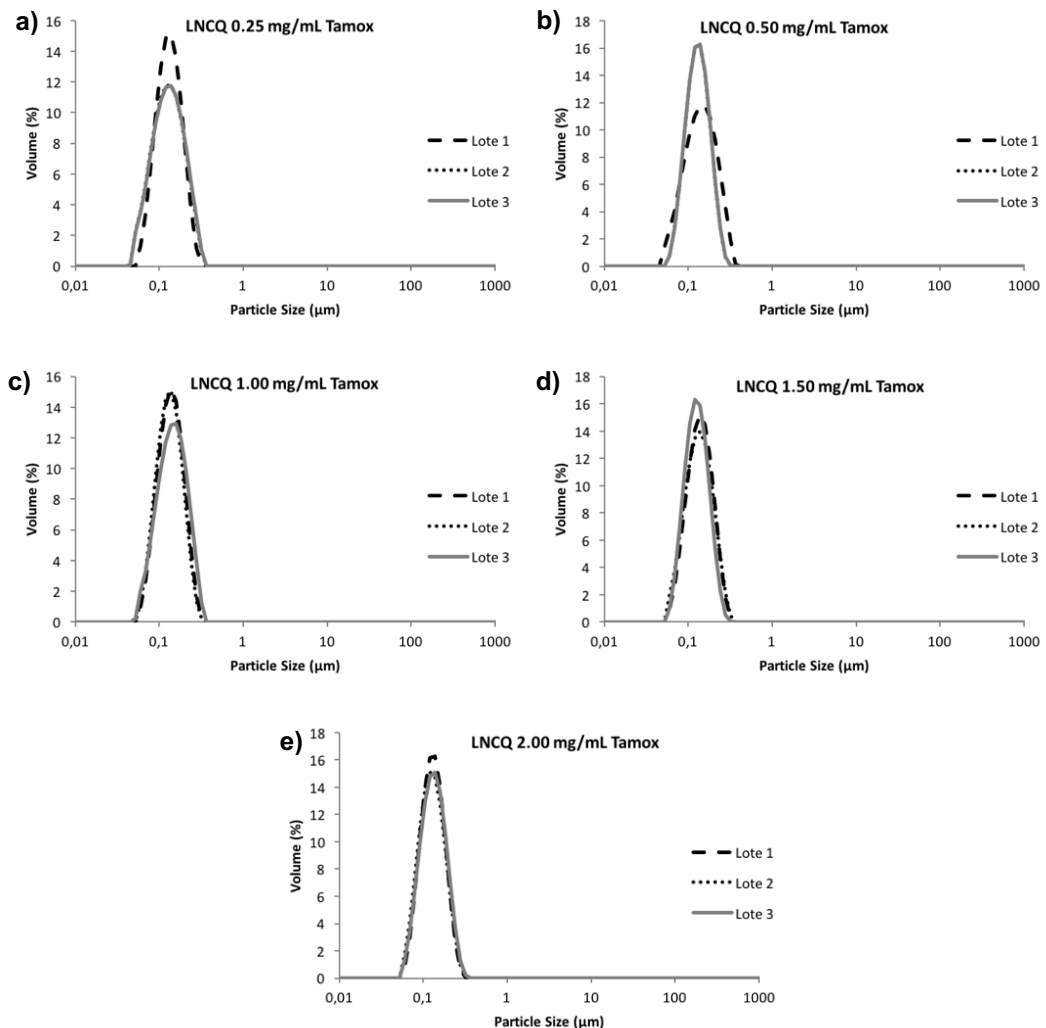 a)
LNCQ 0.25 mg/mL Tamox
16
14
12
10
8
6
4
2
0
Volume (%)
0,01 0,1 1 10 100 1000
Particle Size (µm)
Lote 1
Lote 2
Lote 3
b)
LNCQ 0.50 mg/mL Tamox
18
16
14
12
10
8
6
4
2
0
Volume (%)
0,01 0,1 1 10 100 1000
Particle Size (µm)
Lote 1
Lote 2
Lote 3
c)
LNCQ 1.00 mg/mL Tamox
16
14
12
10
8
6
4
2
0
Volume (%)
0,01 0,1 1 10 100 1000
Particle Size (µm)
Lote 1
Lote 2
Lote 3
d)
LNCQ 1.50 mg/mL Tamox
18
16
14
12
10
8
6
4
2
0
Volume (%)
0,01 0,1 1 10 100 1000
Particle Size (µm)
Lote 1
Lote 2
Lote 3
e)
LNCQ 2.00 mg/mL Tamox
18
16
14
12
10
8
6
4
2
0
Volume (%)
0,01 0,1 1 10 100 1000
Particle Size (µm)
Lote 1
Lote 2
Lote 3